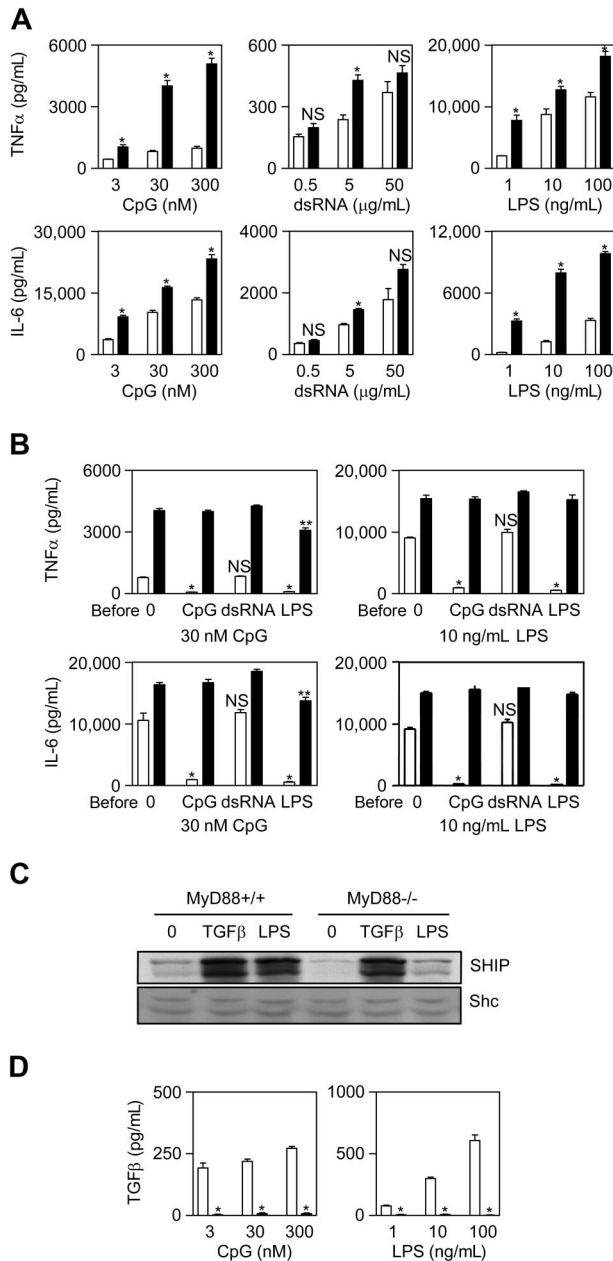 A
TNFα (pg/mL)
6000
3000
0
* * *
3 30 300
CpG (nM)
600
300
0
NS * NS
0.5 5 50
dsRNA (μg/mL)
20,000
10,000
0
* * *
1 10 100
LPS (ng/mL)
IL-6 (pg/mL)
30,000
15,000
0
* * *
3 30 300
CpG (nM)
4000
2000
0
NS * NS
0.5 5 50
dsRNA (μg/mL)
12,000
6000
0
* * *
1 10 100
LPS (ng/mL)
B
TNFα (pg/mL)
6000
3000
0
* NS * **
Before 0 CpG dsRNA LPS
30 nM CpG
20,000
10,000
0
* NS *
Before 0 CpG dsRNA LPS
10 ng/mL LPS
IL-6 (pg/mL)
20,000
10,000
0
* NS * **
Before 0 CpG dsRNA LPS
30 nM CpG
20,000
10,000
0
* NS *
Before 0 CpG dsRNA LPS
10 ng/mL LPS
C
MyD88+/+ MyD88-/-
0 TGFβ LPS 0 TGFβ LPS
SHIP
Shc
D
TGFβ (pg/mL)
500
250
0
* * *
3 30 300
CpG (nM)
1000
500
0
* * *
1 10 100
LPS (ng/mL)